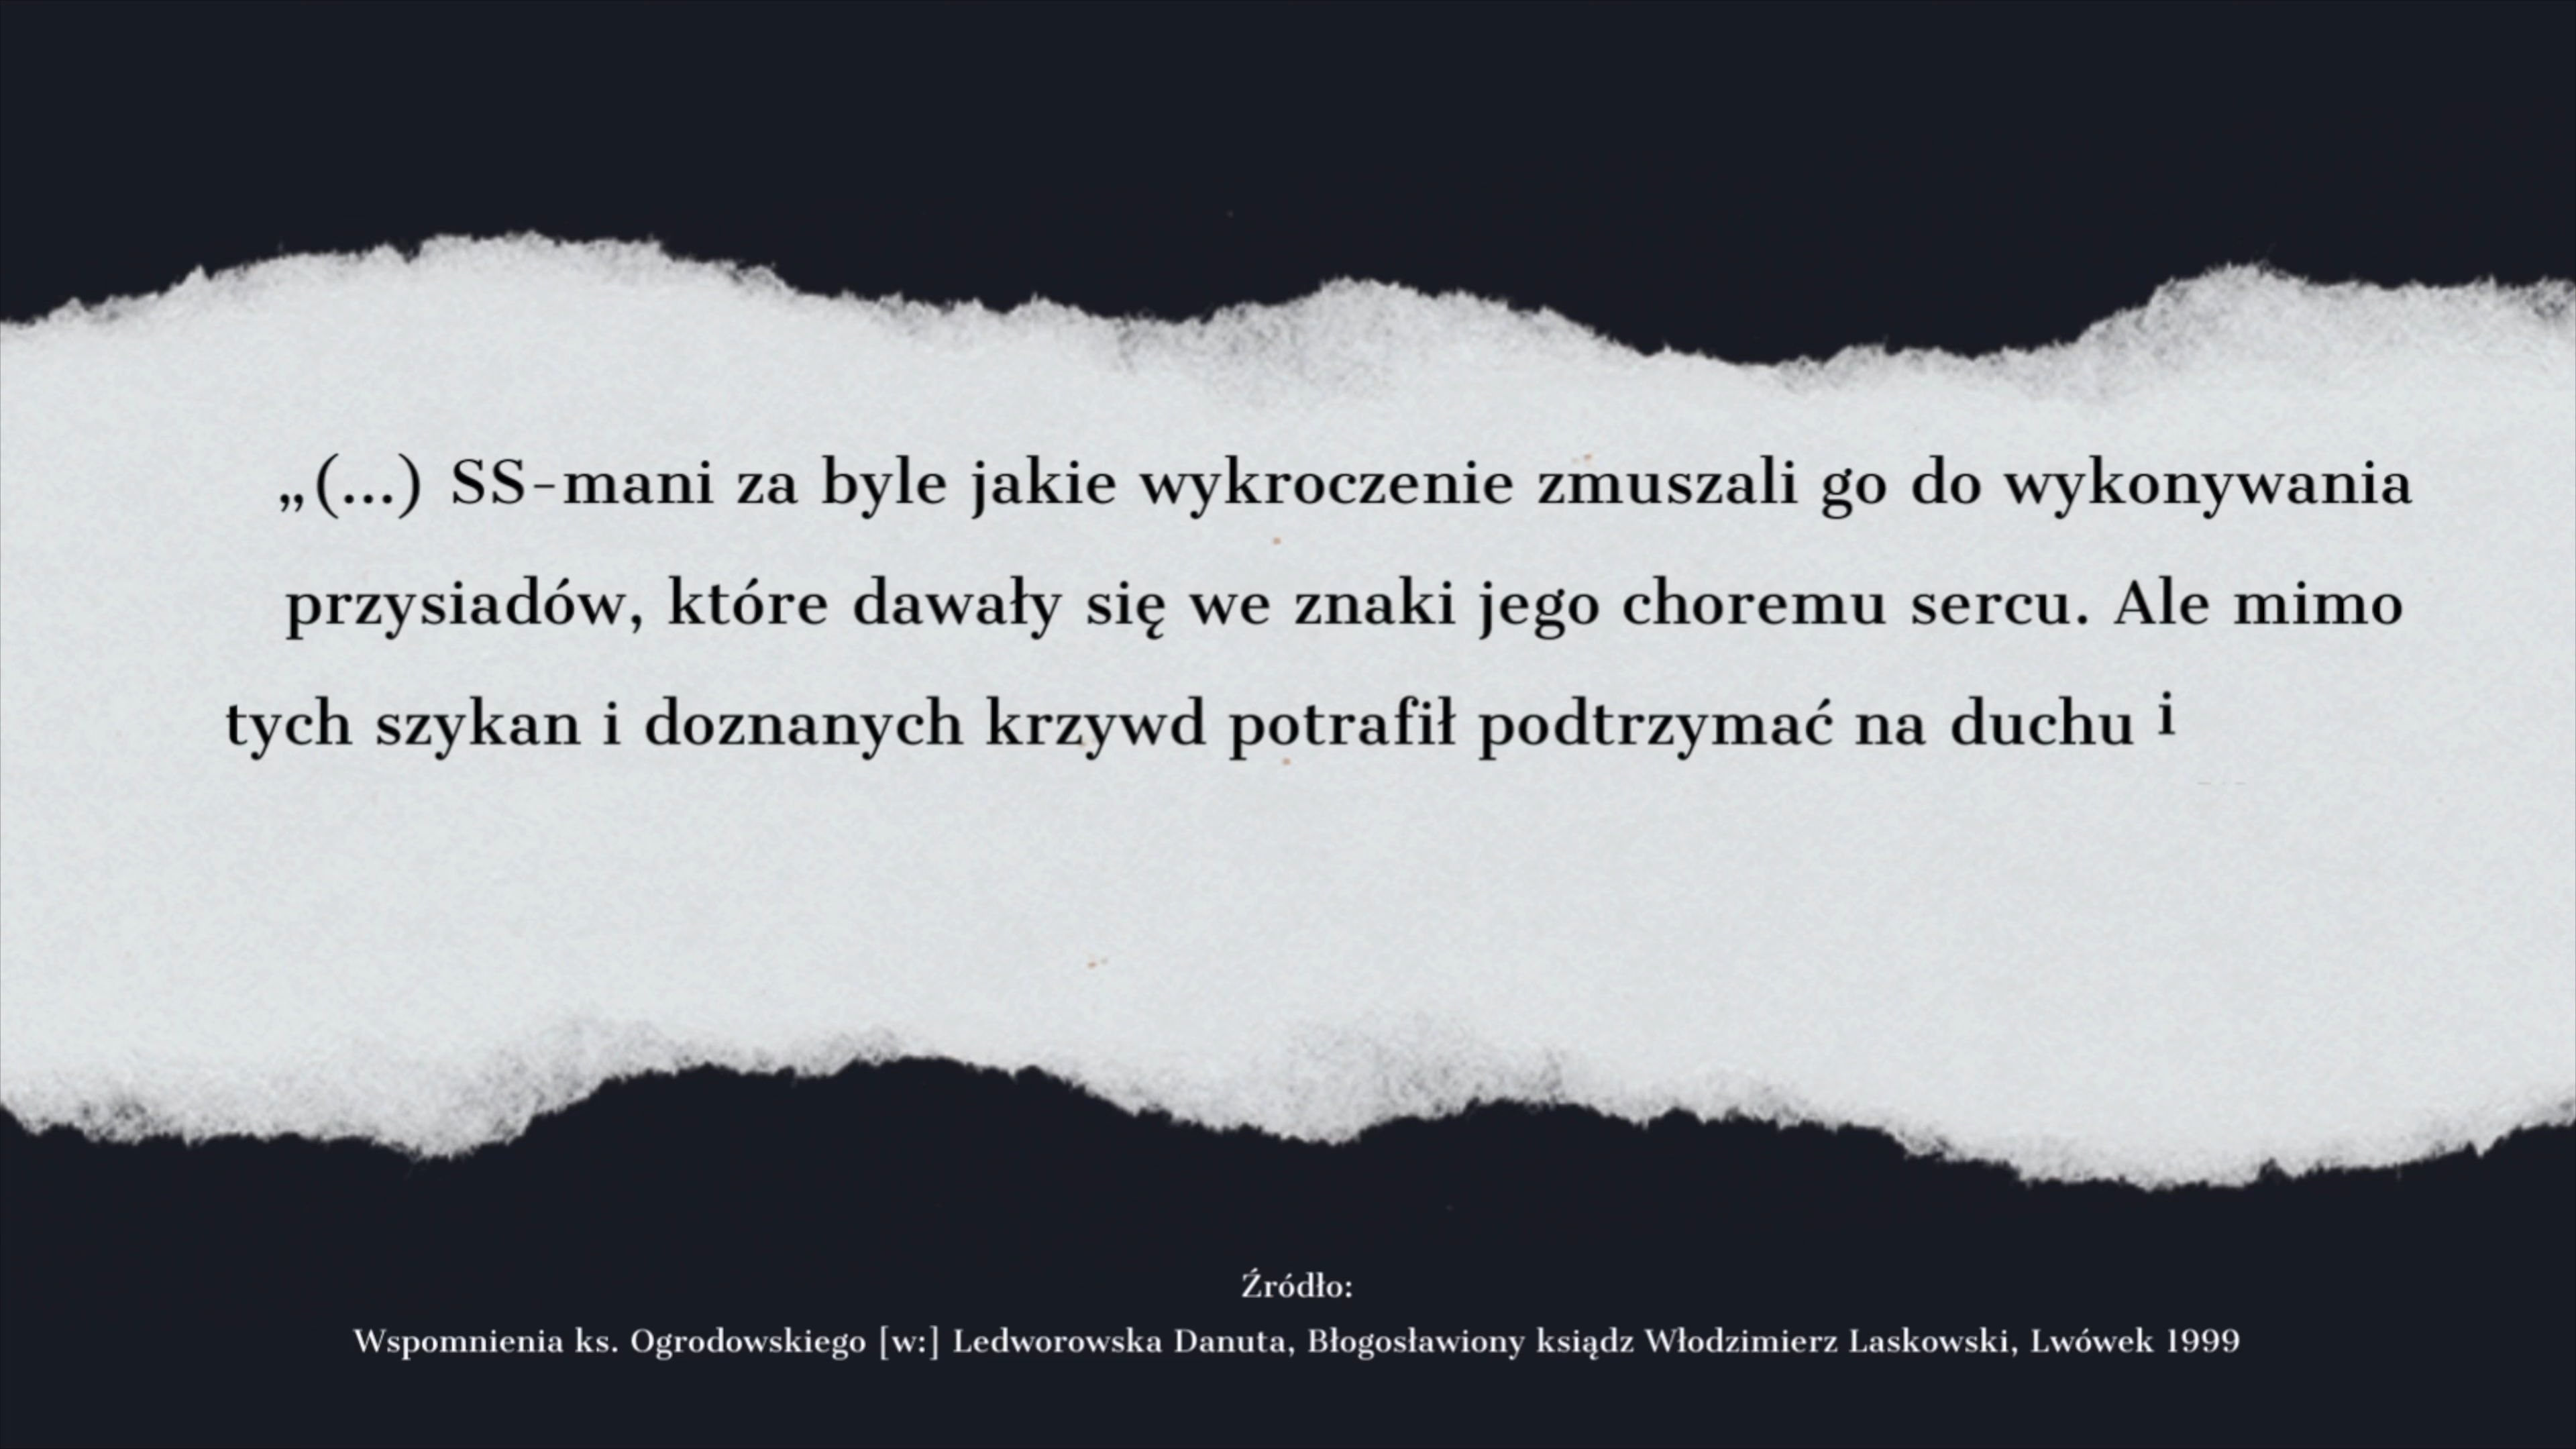 „(...) SS-mani za byle jakie wykroczenie zmuszali go do wykonywania
przysiadów, które dawały się we znaki jego choremu sercu. Ale mimo
tych szykan i doznanych krzywd potrafił podtrzymać na duchu i
Źródło:
Wspomnienia ks. Ogrodowskiego [w:] Ledworowska Danuta, Błogosławiony ksiądz Włodzimierz Laskowski, Lwówek 1999